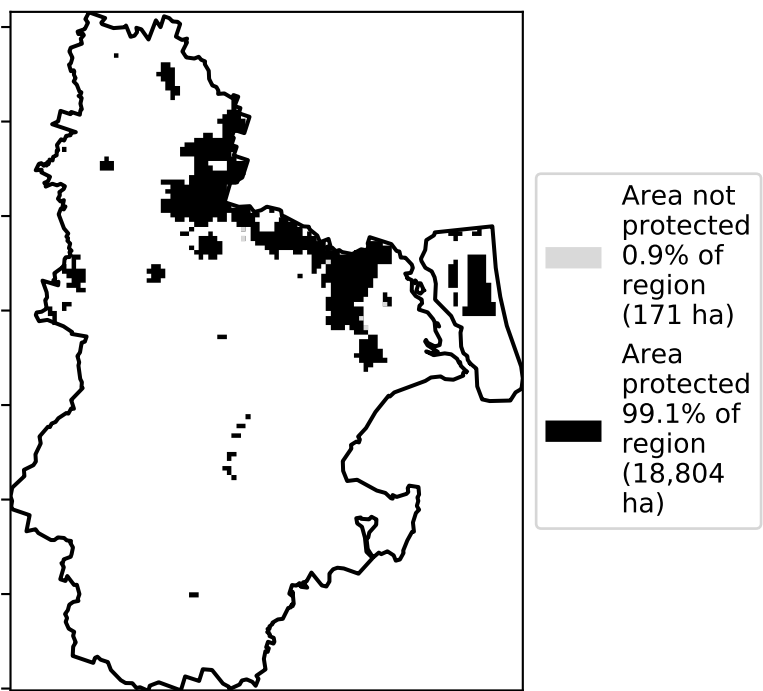 Area not
protected
0.9% of
region
(171 ha)
Area
protected
99.1% of
region
(18,804
ha)